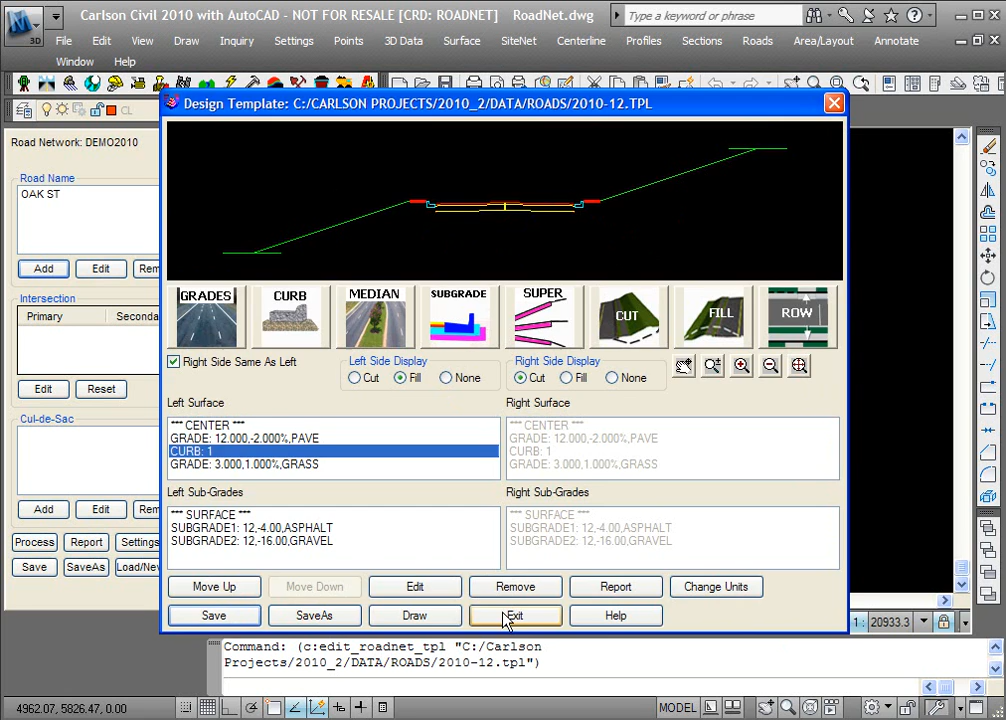 Carlson Civil 2010 with AutoCAD - NOT FOR RESALE [CRD: ROADNET] RoadNet.dwg
Type a keyword or phrase
3D
File Edit View Draw Inquiry Settings Points 3D Data Surface SiteNet Centerline Profiles Sections Roads Area/Layout Annotate
Window Help
CL
Road Network: DEMO2010
Road Name
OAK ST
Add Edit Rem
Intersection
Primary Seconda
Edit Reset
Cul-de-Sac
Add Edit Rem
Process Report Settings
Save SaveAs Load/Nev
Design Template: C:/CARLSON PROJECTS/2010_2/DATA/ROADS/2010-12.TPL
GRADES CURB MEDIAN SUBGRADE SUPER CUT FILL ROW
Right Side Same As Left
Left Side Display
Cut Fill None
Right Side Display
Cut Fill None
Left Surface
*** CENTER ***
GRADE: 12.000,-2.000%,PAVE
CURB: 1
GRADE: 3.000,1.000%,GRASS
Right Surface
*** CENTER ***
GRADE: 12.000,-2.000%,PAVE
CURB: 1
GRADE: 3.000,1.000%,GRASS
Left Sub-Grades
*** SURFACE ***
SUBGRADE1: 12,-4.00,ASPHALT
SUBGRADE2: 12,-16.00,GRAVEL
Right Sub-Grades
*** SURFACE ***
SUBGRADE1: 12,-4.00,ASPHALT
SUBGRADE2: 12,-16.00,GRAVEL
Move Up Move Down Edit Remove Report Change Units
Save SaveAs Draw Exit Help
1 : 20933.3
Command: (c:edit_roadnet_tpl "C:/Carlson
Projects/2010_2/DATA/ROADS/2010-12.tpl")
4962.07, 5826.47, 0.00
MODEL